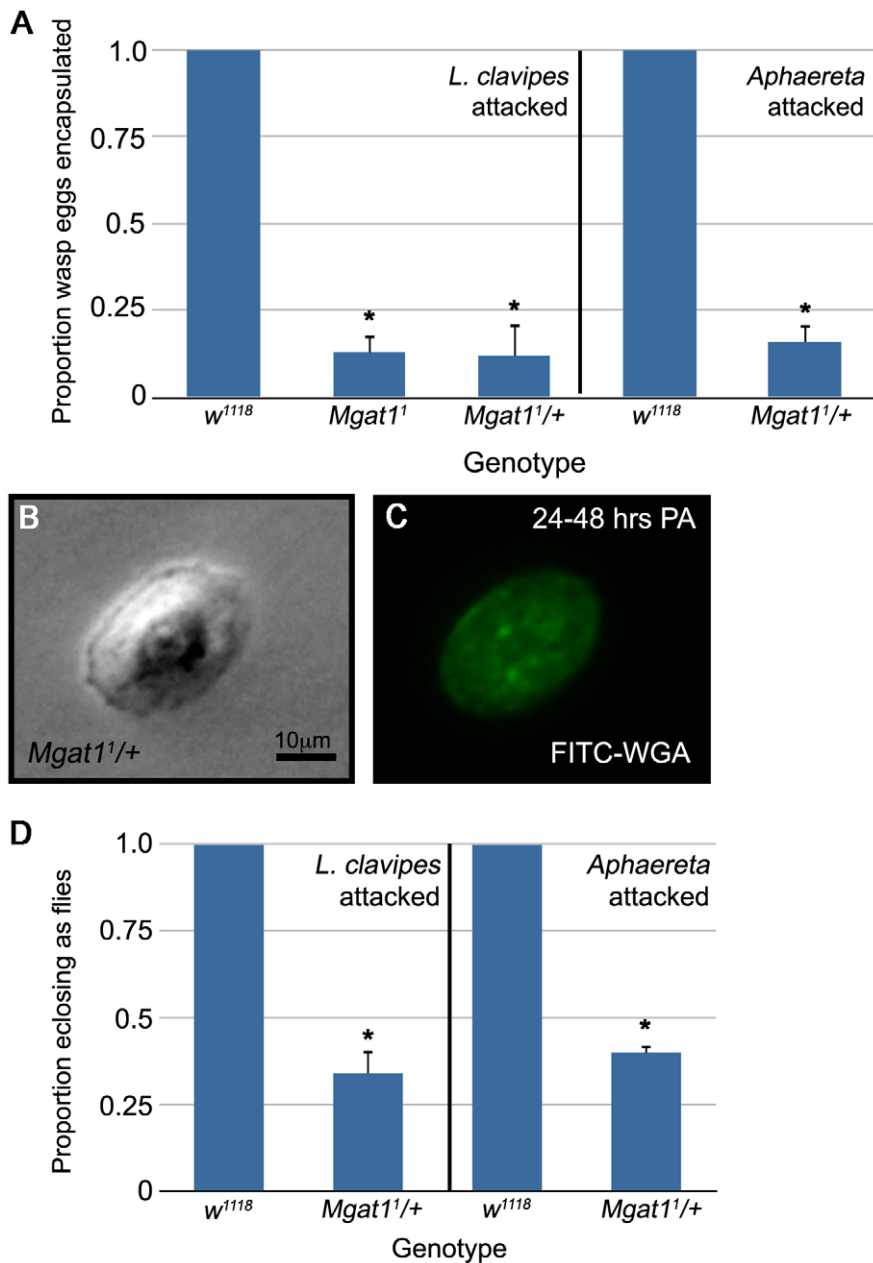 A
Proportion wasp eggs encapsulated
1.0
0.75
0.5
0.25
0
L. clavipes
attacked
Aphaereta
attacked
*
*
*
w¹¹¹⁸
Mgat1¹
Mgat1¹/+
w¹¹¹⁸
Mgat1¹/+
Genotype
B
Mgat1¹/+
10μm
C
24-48 hrs PA
FITC-WGA
D
Proportion eclosing as flies
1.0
0.75
0.5
0.25
0
L. clavipes
attacked
Aphaereta
attacked
*
*
w¹¹¹⁸
Mgat1¹/+
w¹¹¹⁸
Mgat1¹/+
Genotype